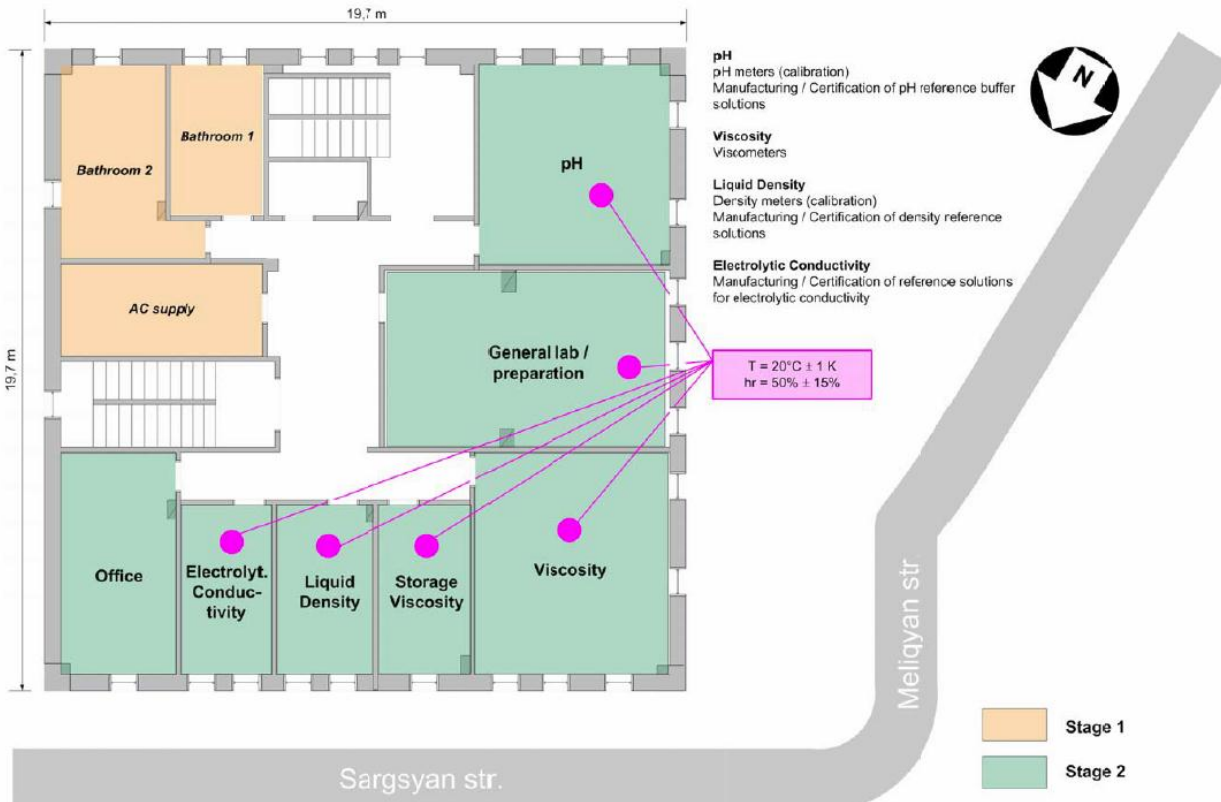 19,7 m
19,7 m
N
pH
pH meters (calibration)
Manufacturing / Certification of pH reference buffer
solutions
Viscosity
Viscometers
Liquid Density
Density meters (calibration)
Manufacturing / Certification of density reference
solutions
Electrolytic Conductivity
Manufacturing / Certification of reference solutions
for electrolytic conductivity
Bathroom 2
Bathroom 1
pH
AC supply
General lab /
preparation
T = 20°C ± 1 K
hr = 50% ± 15%
Office
Electrolyt.
Conduc-
tivity
Liquid
Density
Storage
Viscosity
Viscosity
Meliqyan str.
Sargsyan str.
Stage 1
Stage 2